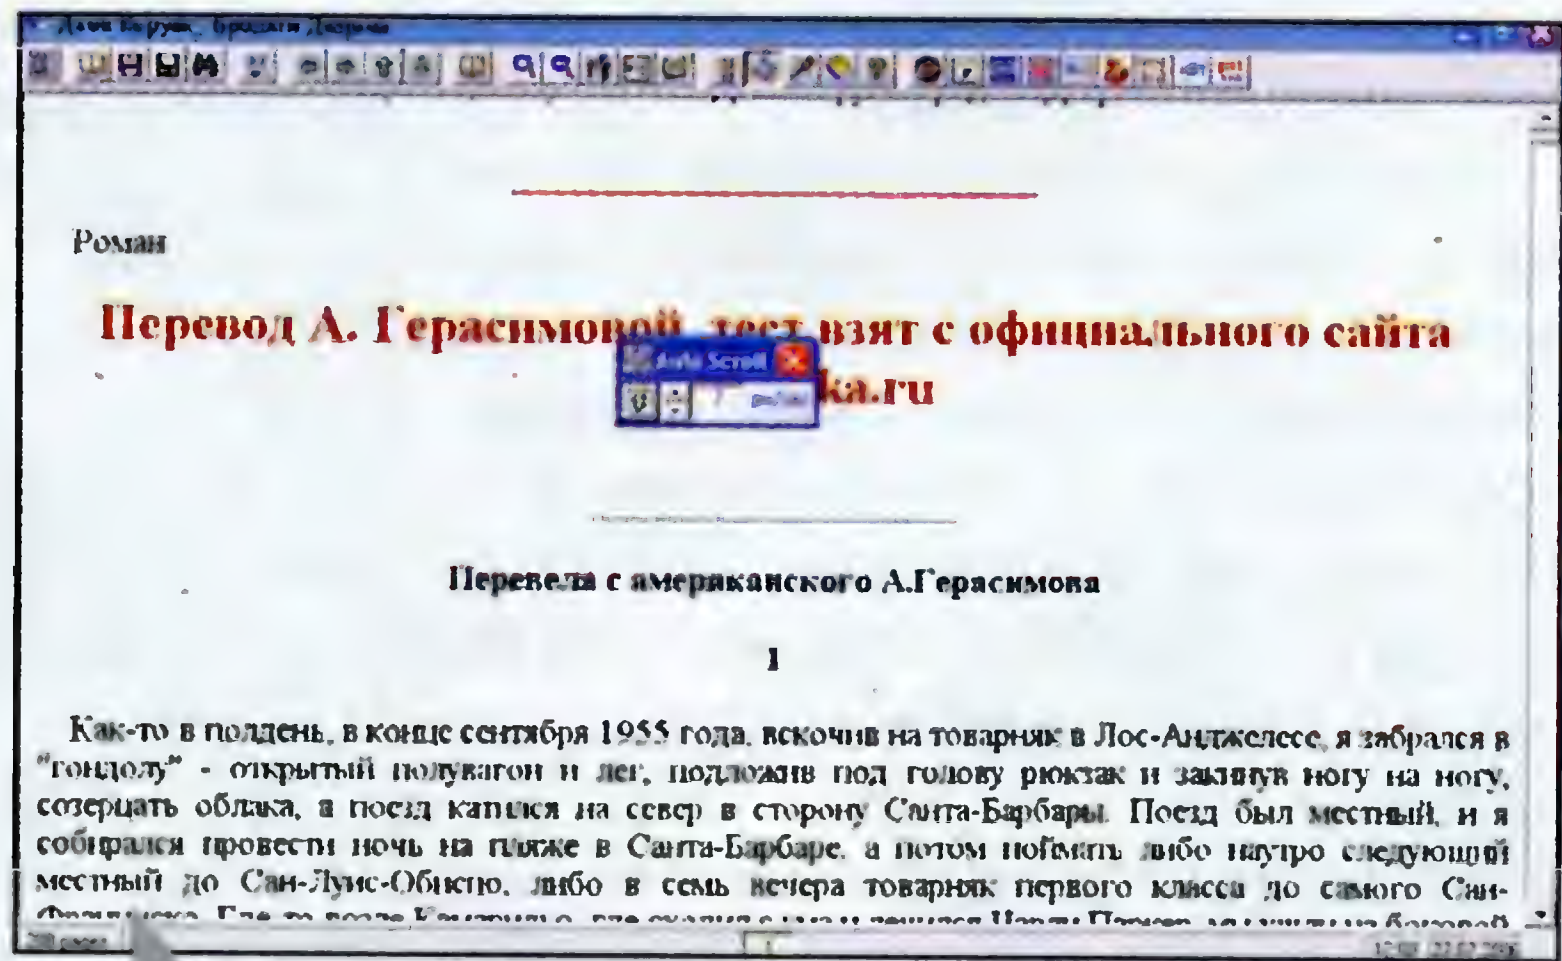 Роман
Перевод А. Герасимовой, тест взят с официального сайта
ka.ru
Auto Scroll
Перевела с американского А.Герасимова
1
Как-то в полдень, в конце сентября 1955 года, вскочив на товарняк в Лос-Анджелесе, я забрался в
"гондолу" - открытый полувагон и лег, подложив под голову рюкзак и закинув ногу на ногу,
созерцать облака, а поезд катился на север в сторону Санта-Барбары. Поезд был местный, и я
собирался провести ночь на пляже в Санта-Барбаре, а потом поймать либо наутро следующий
местный до Сан-Луис-Обиспо, либо в семь вечера товарняк первого класса до самого Сан-